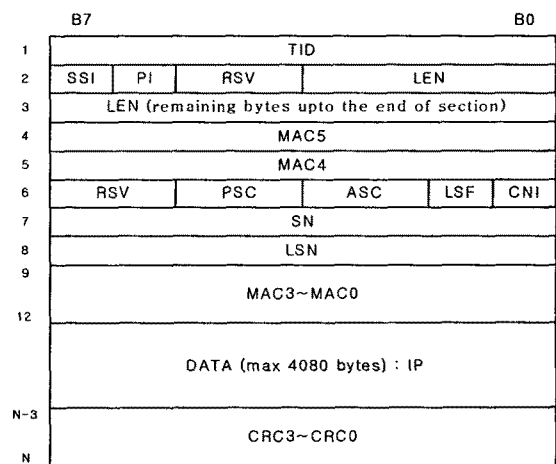 B7 B0
1 TID
2 SSI PI RSV LEN
3 LEN (remaining bytes upto the end of section)
4 MAC5
5 MAC4
6 RSV PSC ASC LSF CNI
7 SN
8 LSN
9
MAC3~MAC0
12
DATA (max 4080 bytes) : IP
N-3
CRC3~CRC0
N